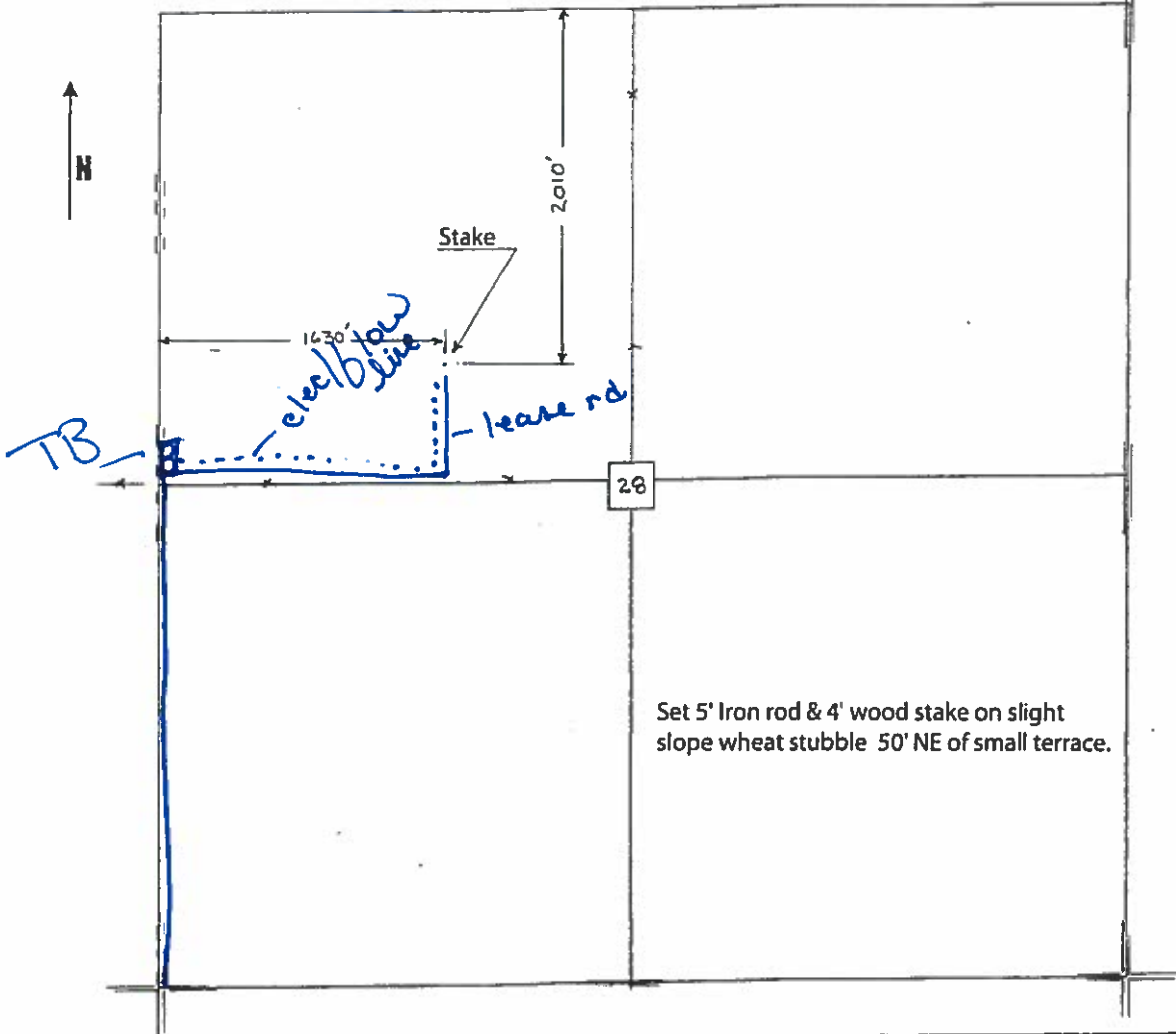 N
2010'
Stake
1630'
elec/flow
line
lease rd
TB
28
Set 5' Iron rod & 4' wood stake on slight
slope wheat stubble 50' NE of small terrace.